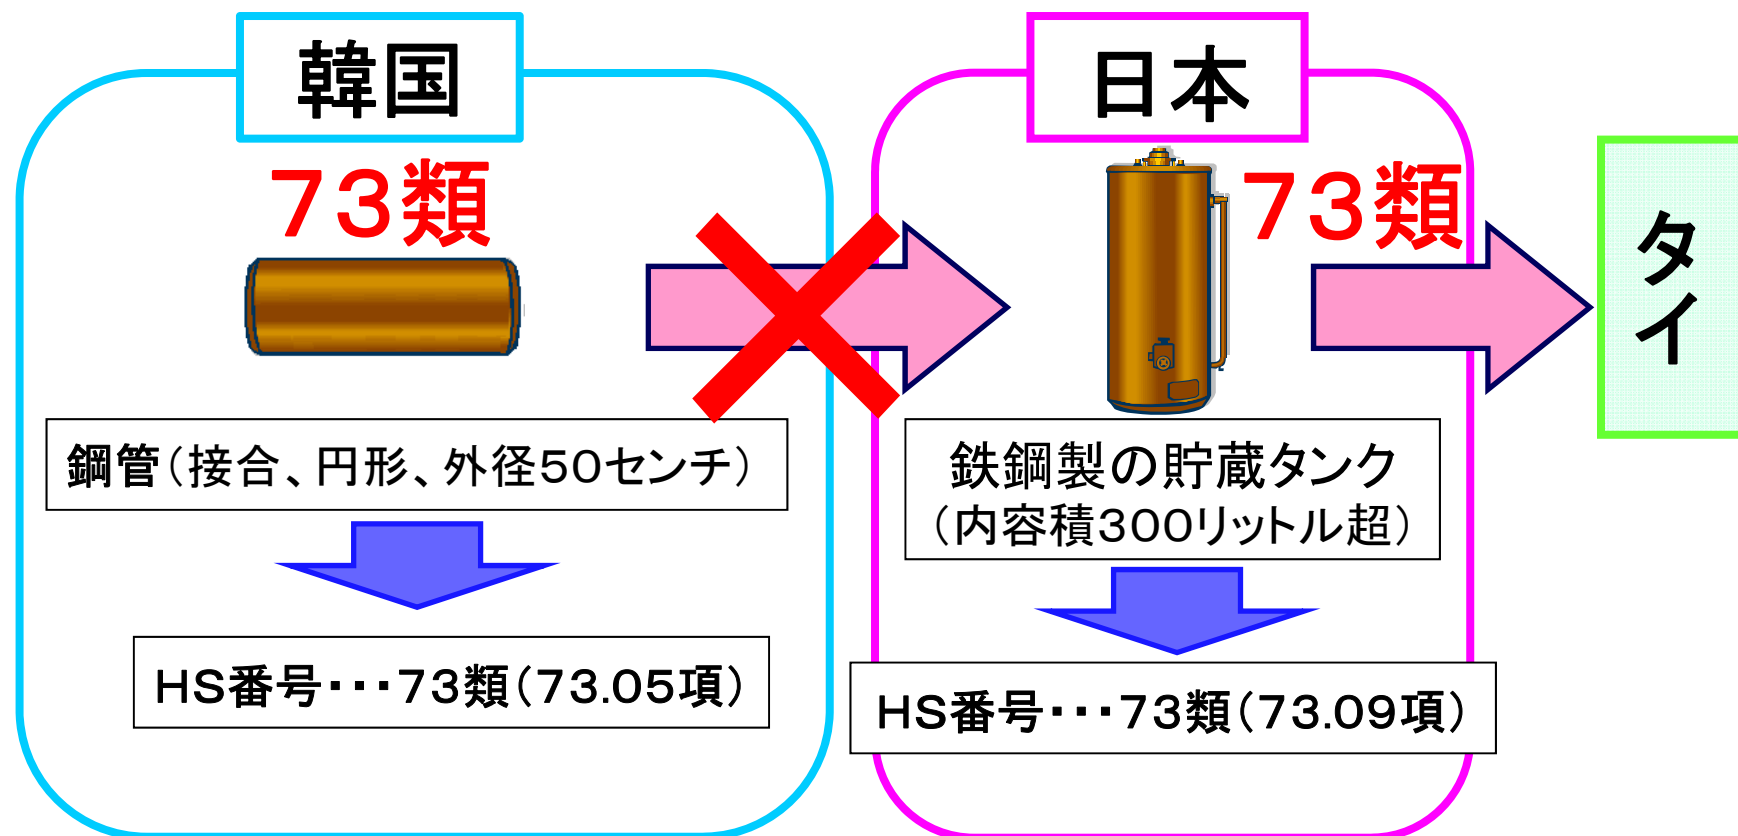 韓国
73類
鋼管(接合、円形、外径50センチ)
HS番号・・・73類(73.05項)
日本
73類
鉄鋼製の貯蔵タンク
(内容積300リットル超)
HS番号・・・73類(73.09項)
タイ